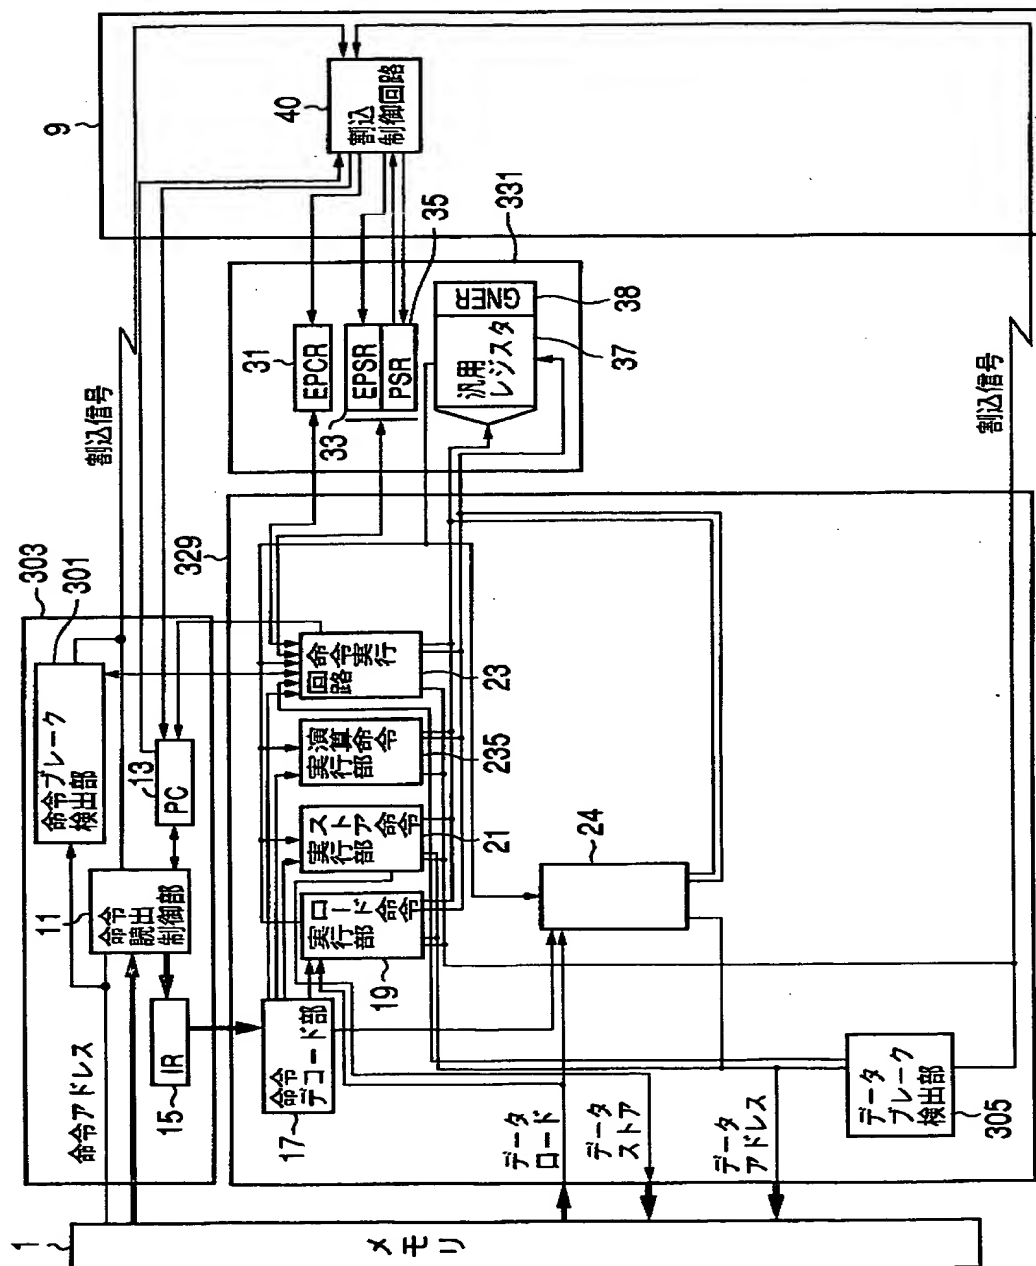 1
メモリ
303
301
命令ブレーク
検出部
命令アドレス
11
命令
読出
制御部
13
PC
15
IR
割込信号
9
40
割込
制御回路
329
17
命令
デコード部
ロード命令
実行部
19
ストア命令
実行部
21
演算命令
実行部
235
命令実行
回路
23
24
データ
ロード
データ
ストア
データ
アドレス
データ
ブレーク
検出部
305
331
31
EPCR
33
EPSR
PSR
35
汎用
レジスタ
37
GNER
38
割込信号